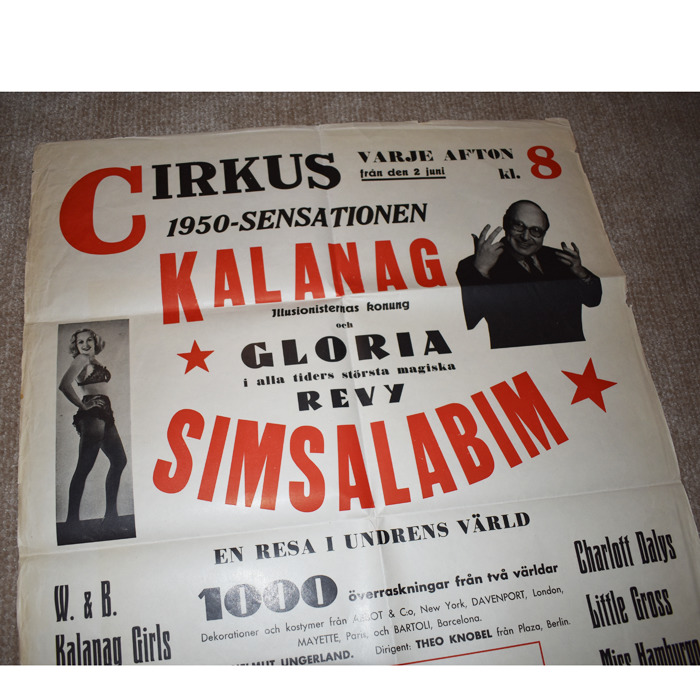 CIRKUS VARJE AFTON kl. 8
från den 2 juni
1950-SENSATIONEN
KALANAG
Illusionisternas konung
och
GLORIA
i alla tiders största magiska
REVY
SIMSALABIM
EN RESA I UNDRENS VÄRLD
W. & B.
Kalanag Girls
1000 överraskningar från två världar
Dekorationer och kostymer från ABBOT & C:o, New York, DAVENPORT, London,
MAYETTE, Paris, och BARTOLI, Barcelona.
HELMUT UNGERLAND. Dirigent: THEO KNOBEL från Plaza, Berlin.
Charlott Dalys
Little Gross
Miss Hamburg